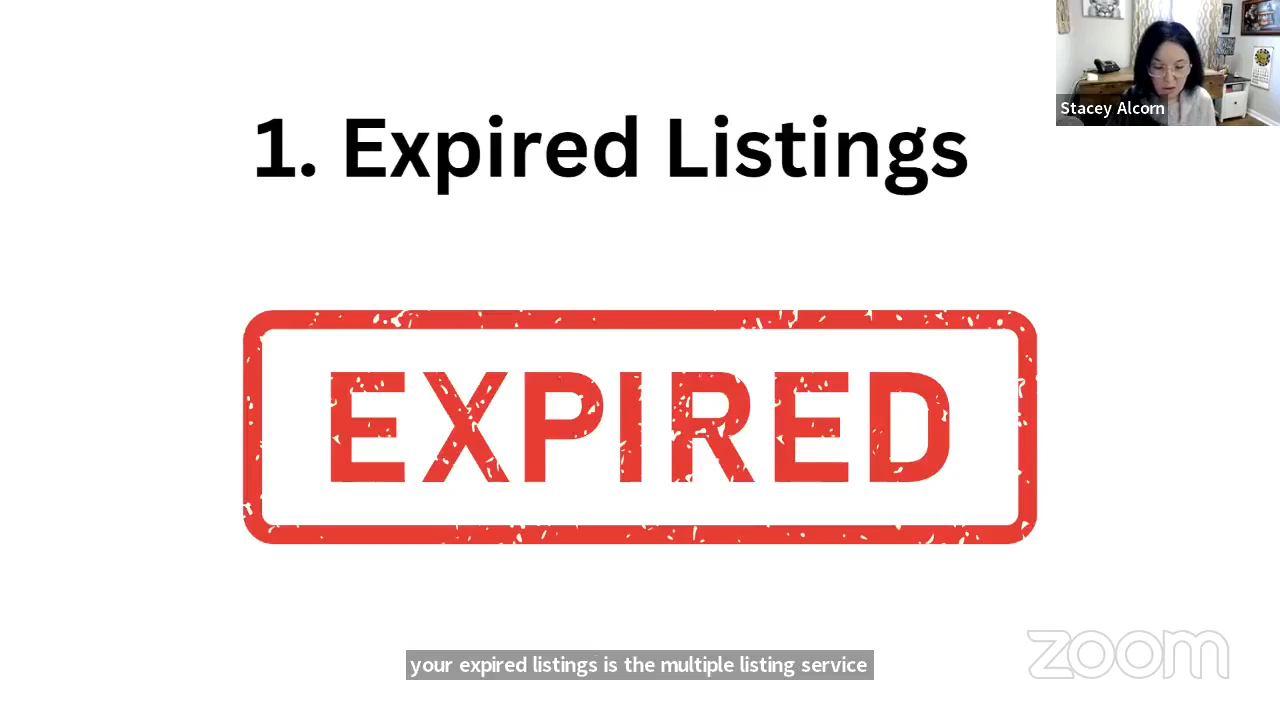 Stacey Alcorn
1. Expired Listings
EXPIRED
your expired listings is the multiple listing service
zoom